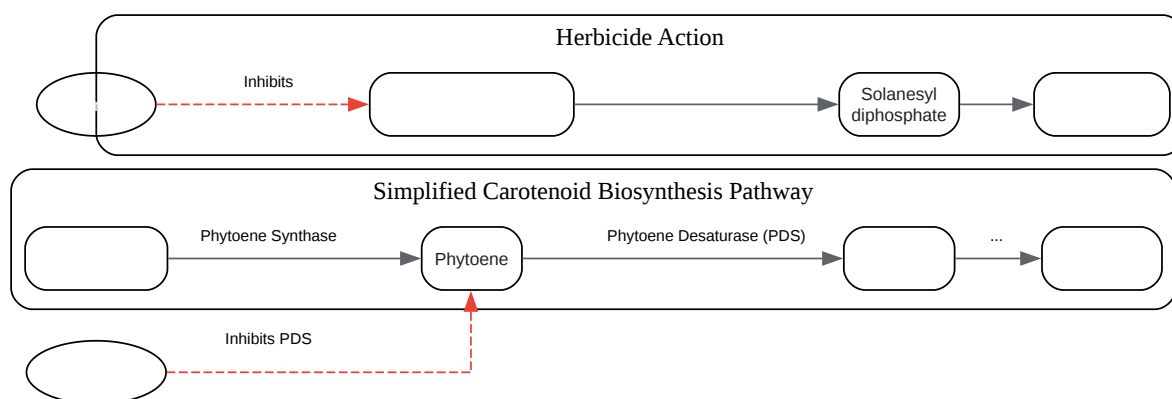 Herbicide Action
Inhibits
Solanesyl
diphosphate
Simplified Carotenoid Biosynthesis Pathway
Phytoene Synthase
Phytoene
Phytoene Desaturase (PDS)
...
Inhibits PDS